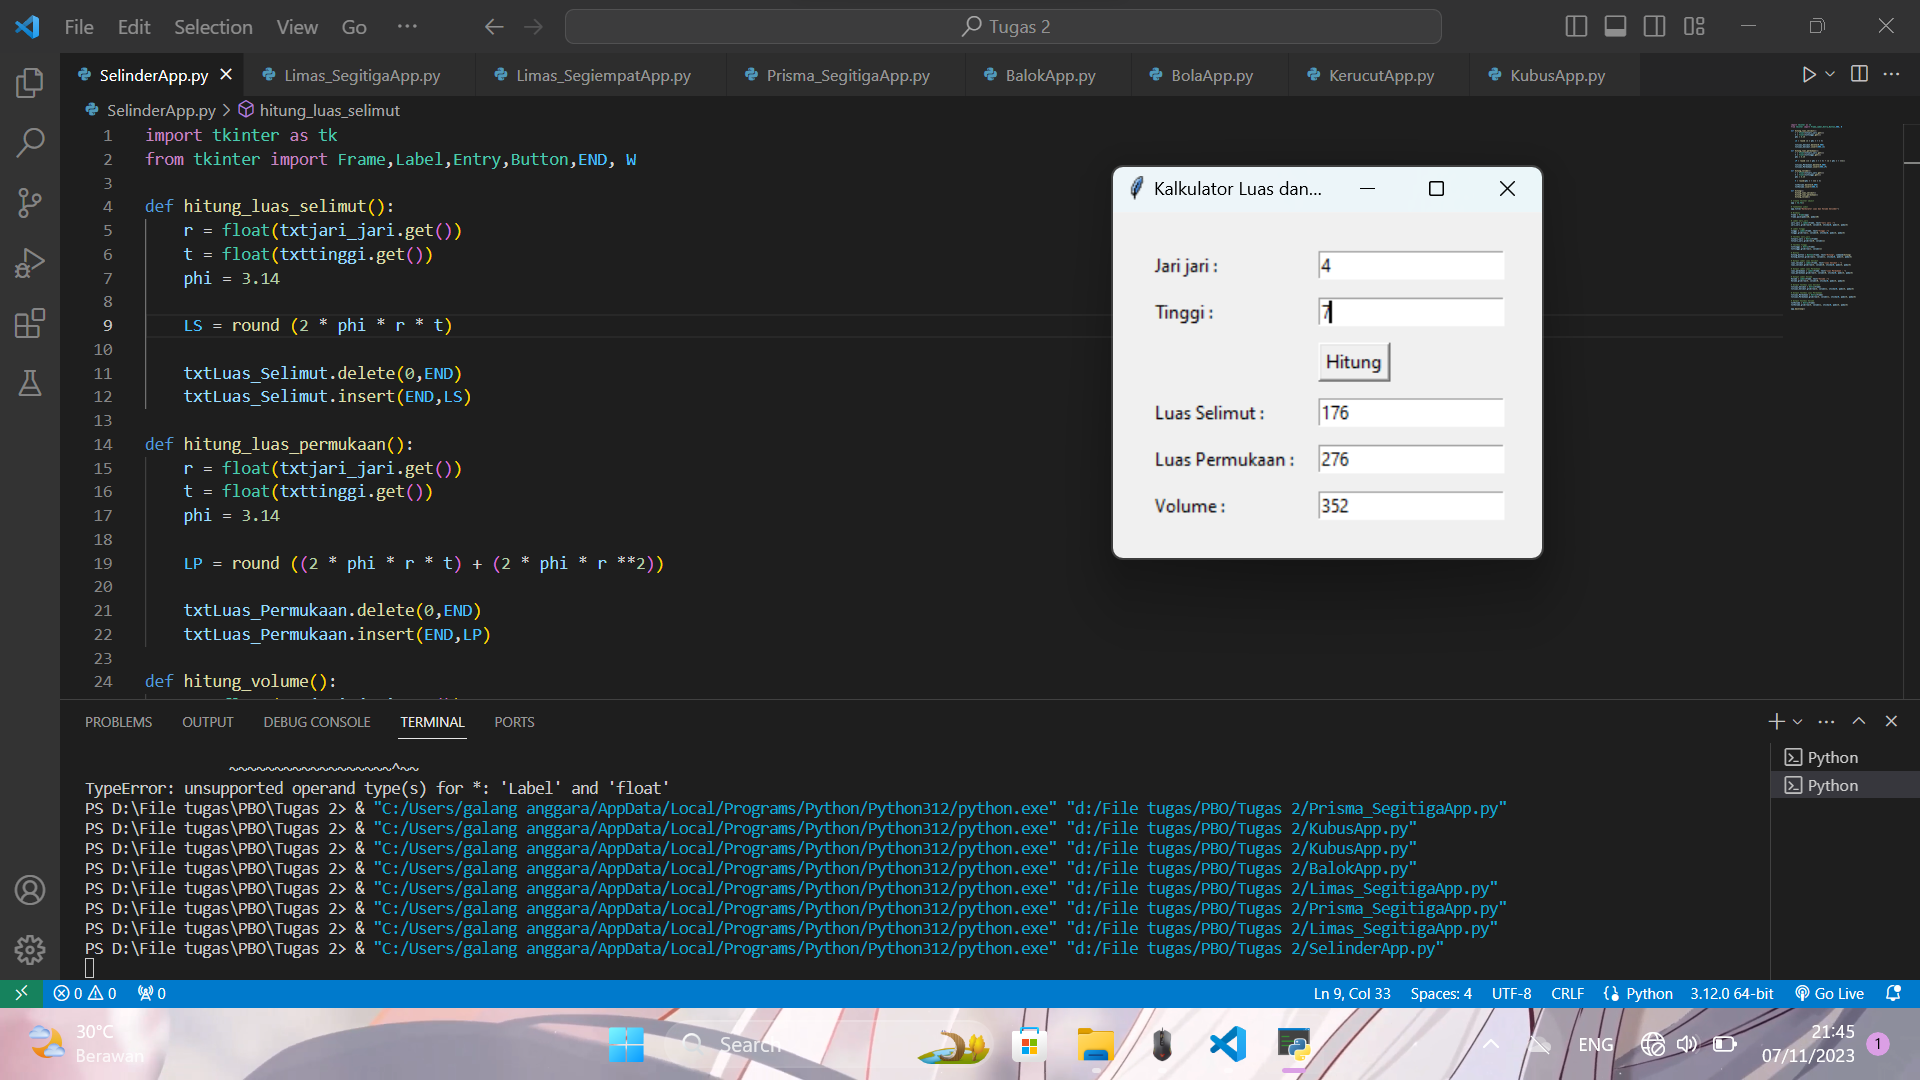 File Edit Selection View Go ··· Tugas 2
SelinderApp.py Limas_SegitigaApp.py Limas_SegiempatApp.py Prisma_SegitigaApp.py BalokApp.py BolaApp.py KerucutApp.py KubusApp.py
SelinderApp.py > hitung_luas_selimut
1 import tkinter as tk
2 from tkinter import Frame,Label,Entry,Button,END, W
3
4 def hitung_luas_selimut():
5 r = float(txtjari_jari.get())
6 t = float(txttinggi.get())
7 phi = 3.14
8
9 LS = round (2 * phi * r * t)
10
11 txtLuas_Selimut.delete(0,END)
12 txtLuas_Selimut.insert(END,LS)
13
14 def hitung_luas_permukaan():
15 r = float(txtjari_jari.get())
16 t = float(txttinggi.get())
17 phi = 3.14
18
19 LP = round ((2 * phi * r * t) + (2 * phi * r **2))
20
21 txtLuas_Permukaan.delete(0,END)
22 txtLuas_Permukaan.insert(END,LP)
23
24 def hitung_volume():
Kalkulator Luas dan...
Jari jari : 4
Tinggi : 7
Hitung
Luas Selimut : 176
Luas Permukaan : 276
Volume : 352
PROBLEMS OUTPUT DEBUG CONSOLE TERMINAL PORTS
Python
Python
~~~~~~~~~~~~~~~~~~~^~~
TypeError: unsupported operand type(s) for *: 'Label' and 'float'
PS D:\File tugas\PBO\Tugas 2> & "C:/Users/galang anggara/AppData/Local/Programs/Python/Python312/python.exe" "d:/File tugas/PBO/Tugas 2/Prisma_SegitigaApp.py"
PS D:\File tugas\PBO\Tugas 2> & "C:/Users/galang anggara/AppData/Local/Programs/Python/Python312/python.exe" "d:/File tugas/PBO/Tugas 2/KubusApp.py"
PS D:\File tugas\PBO\Tugas 2> & "C:/Users/galang anggara/AppData/Local/Programs/Python/Python312/python.exe" "d:/File tugas/PBO/Tugas 2/KubusApp.py"
PS D:\File tugas\PBO\Tugas 2> & "C:/Users/galang anggara/AppData/Local/Programs/Python/Python312/python.exe" "d:/File tugas/PBO/Tugas 2/BalokApp.py"
PS D:\File tugas\PBO\Tugas 2> & "C:/Users/galang anggara/AppData/Local/Programs/Python/Python312/python.exe" "d:/File tugas/PBO/Tugas 2/Limas_SegitigaApp.py"
PS D:\File tugas\PBO\Tugas 2> & "C:/Users/galang anggara/AppData/Local/Programs/Python/Python312/python.exe" "d:/File tugas/PBO/Tugas 2/Prisma_SegitigaApp.py"
PS D:\File tugas\PBO\Tugas 2> & "C:/Users/galang anggara/AppData/Local/Programs/Python/Python312/python.exe" "d:/File tugas/PBO/Tugas 2/Limas_SegitigaApp.py"
PS D:\File tugas\PBO\Tugas 2> & "C:/Users/galang anggara/AppData/Local/Programs/Python/Python312/python.exe" "d:/File tugas/PBO/Tugas 2/SelinderApp.py"
0 0 0 Ln 9, Col 33 Spaces: 4 UTF-8 CRLF Python 3.12.0 64-bit Go Live
30°C
Berawan
Search
ENG
21:45
07/11/2023
1